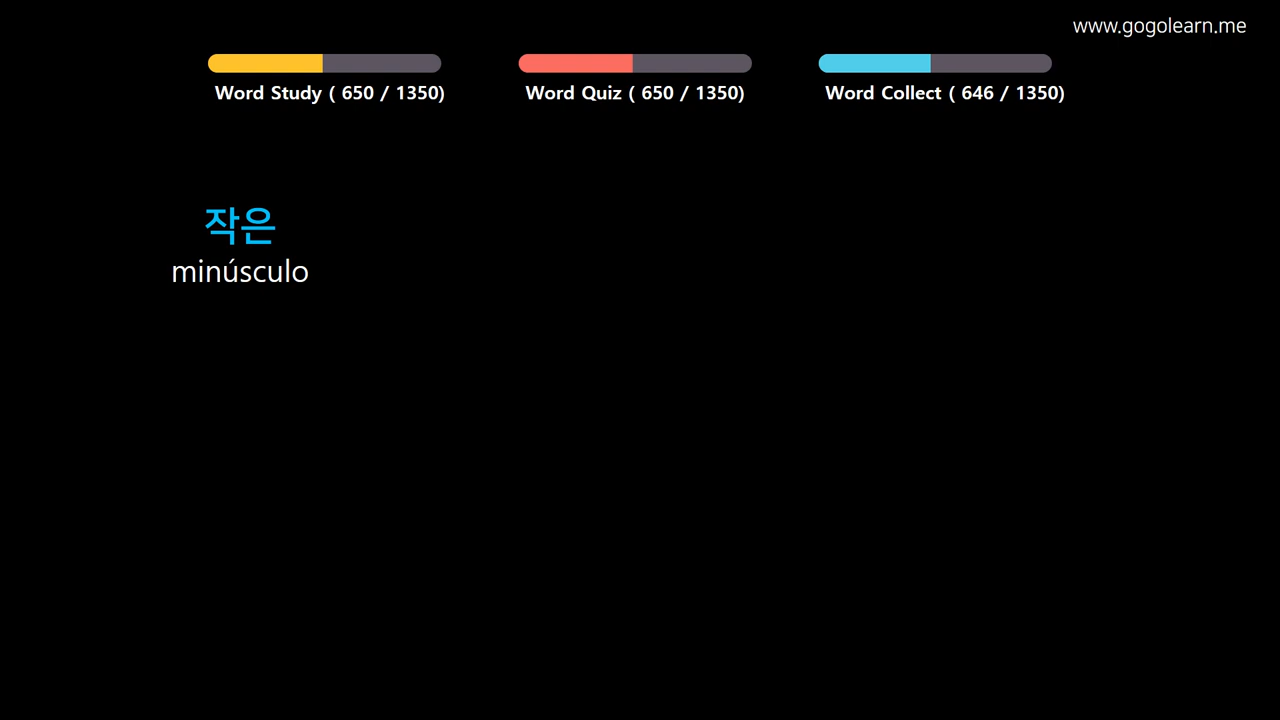 www.gogolearn.me
Word Study ( 650 / 1350)
Word Quiz ( 650 / 1350)
Word Collect ( 646 / 1350)
작은
minúsculo